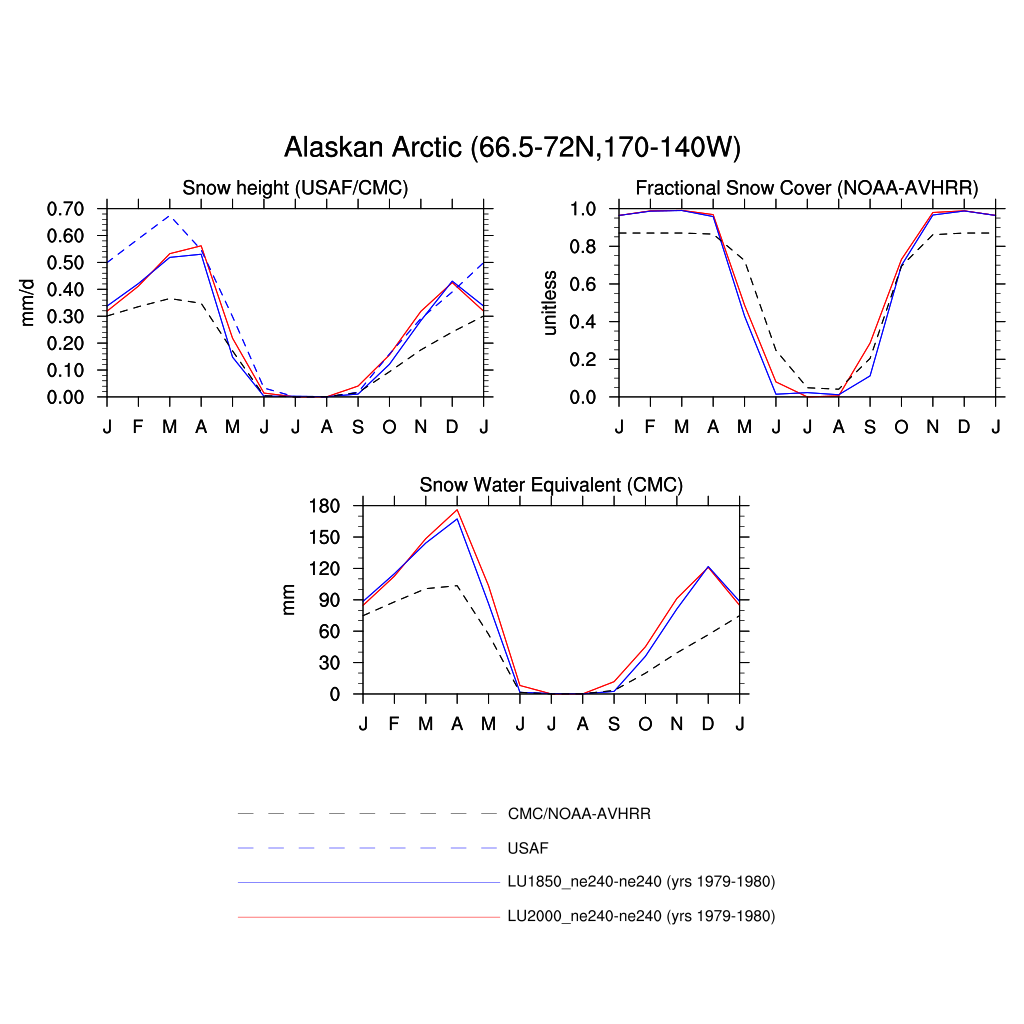 Alaskan Arctic (66.5-72N,170-140W)
Snow height (USAF/CMC)
mm/d
0.70
0.60
0.50
0.40
0.30
0.20
0.10
0.00
J F M A M J J A S O N D J
Fractional Snow Cover (NOAA-AVHRR)
unitless
1.0
0.8
0.6
0.4
0.2
0.0
J F M A M J J A S O N D J
Snow Water Equivalent (CMC)
mm
180
150
120
90
60
30
0
J F M A M J J A S O N D J
CMC/NOAA-AVHRR
USAF
LU1850_ne240-ne240 (yrs 1979-1980)
LU2000_ne240-ne240 (yrs 1979-1980)